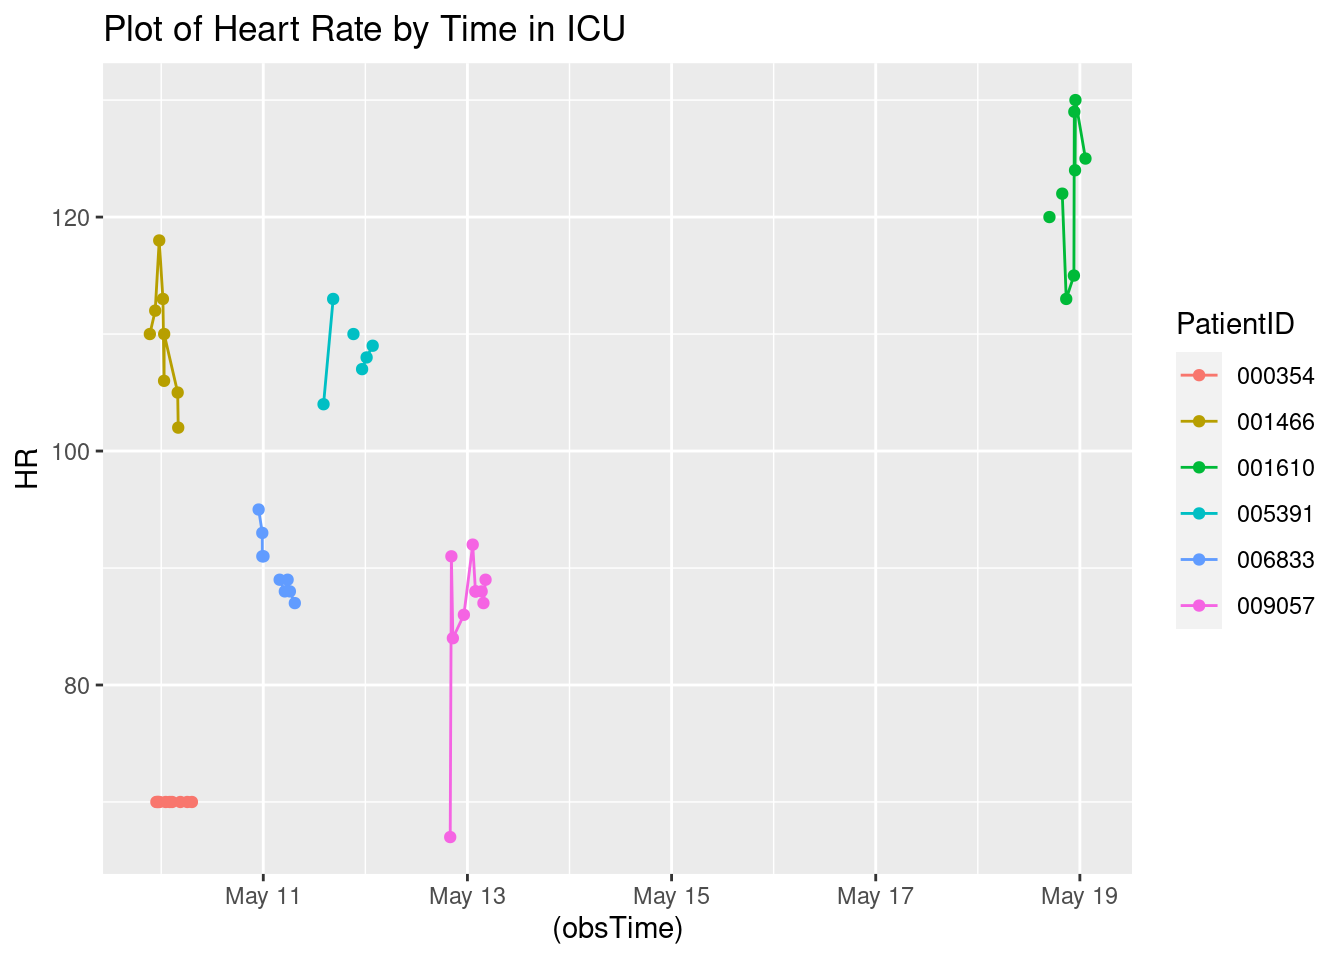 Plot of Heart Rate by Time in ICU
120
100
80
HR
May 11 May 13 May 15 May 17 May 19
(obsTime)
PatientID
000354
001466
001610
005391
006833
009057